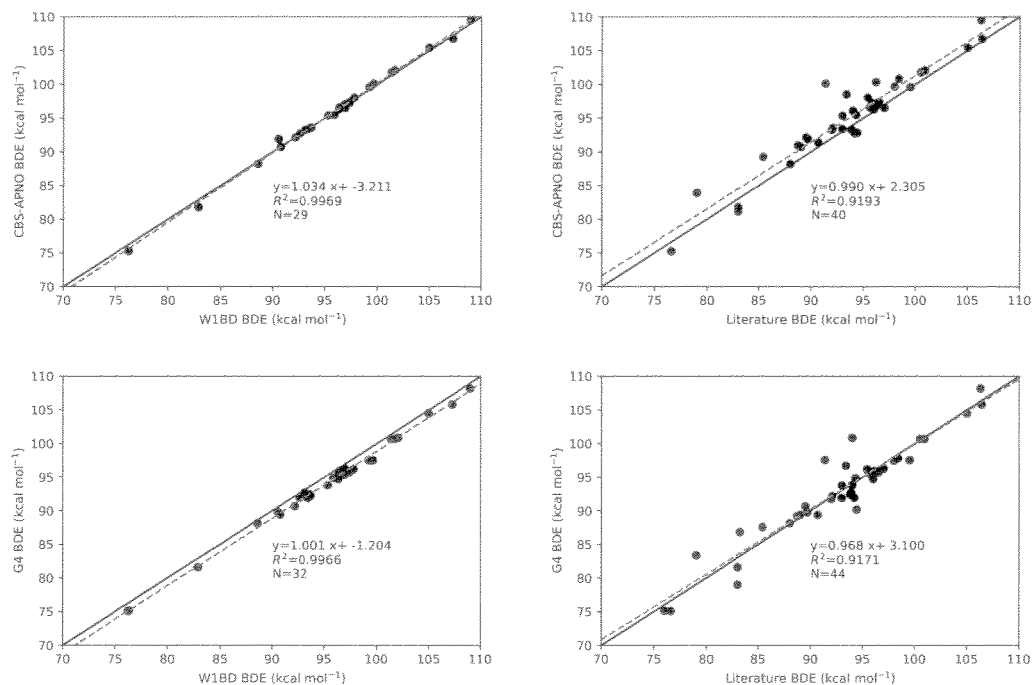 110
105
100
95
90
85
80
75
70
CBS-APNO BDE (kcal mol⁻¹)
y=1.034 x+ -3.211
R²=0.9969
N=29
70 75 80 85 90 95 100 105 110
W1BD BDE (kcal mol⁻¹)
110
105
100
95
90
85
80
75
70
CBS-APNO BDE (kcal mol⁻¹)
y=0.990 x+ 2.305
R²=0.9193
N=40
70 75 80 85 90 95 100 105 110
Literature BDE (kcal mol⁻¹)
110
105
100
95
90
85
80
75
70
G4 BDE (kcal mol⁻¹)
y=1.001 x+ -1.204
R²=0.9966
N=32
70 75 80 85 90 95 100 105 110
W1BD BDE (kcal mol⁻¹)
110
105
100
95
90
85
80
75
70
G4 BDE (kcal mol⁻¹)
y=0.968 x+ 3.100
R²=0.9171
N=44
70 75 80 85 90 95 100 105 110
Literature BDE (kcal mol⁻¹)